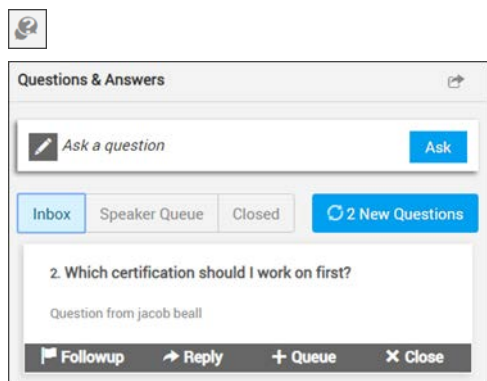 Questions & Answers
Ask a question
Ask
Inbox
Speaker Queue
Closed
2 New Questions
2. Which certification should I work on first?
Question from jacob beall
Followup
Reply
Queue
Close